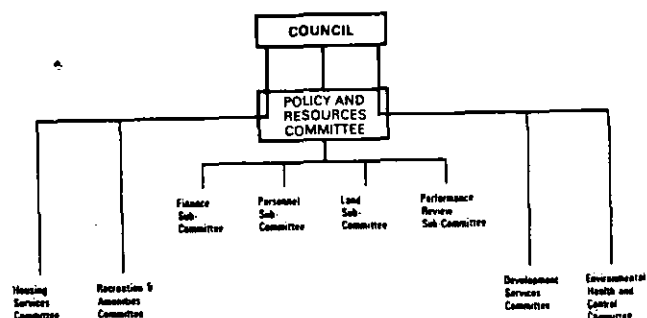 COUNCIL
POLICY AND
RESOURCES
COMMITTEE
Finance
Sub-
Committee
Personnel
Sub-
Committee
Land
Sub-
Committee
Performance
Review
Sub-Committee
Housing
Services
Committee
Recreation &
Amenities
Committee
Development
Services
Committee
Environmental
Health and
Control
Committee